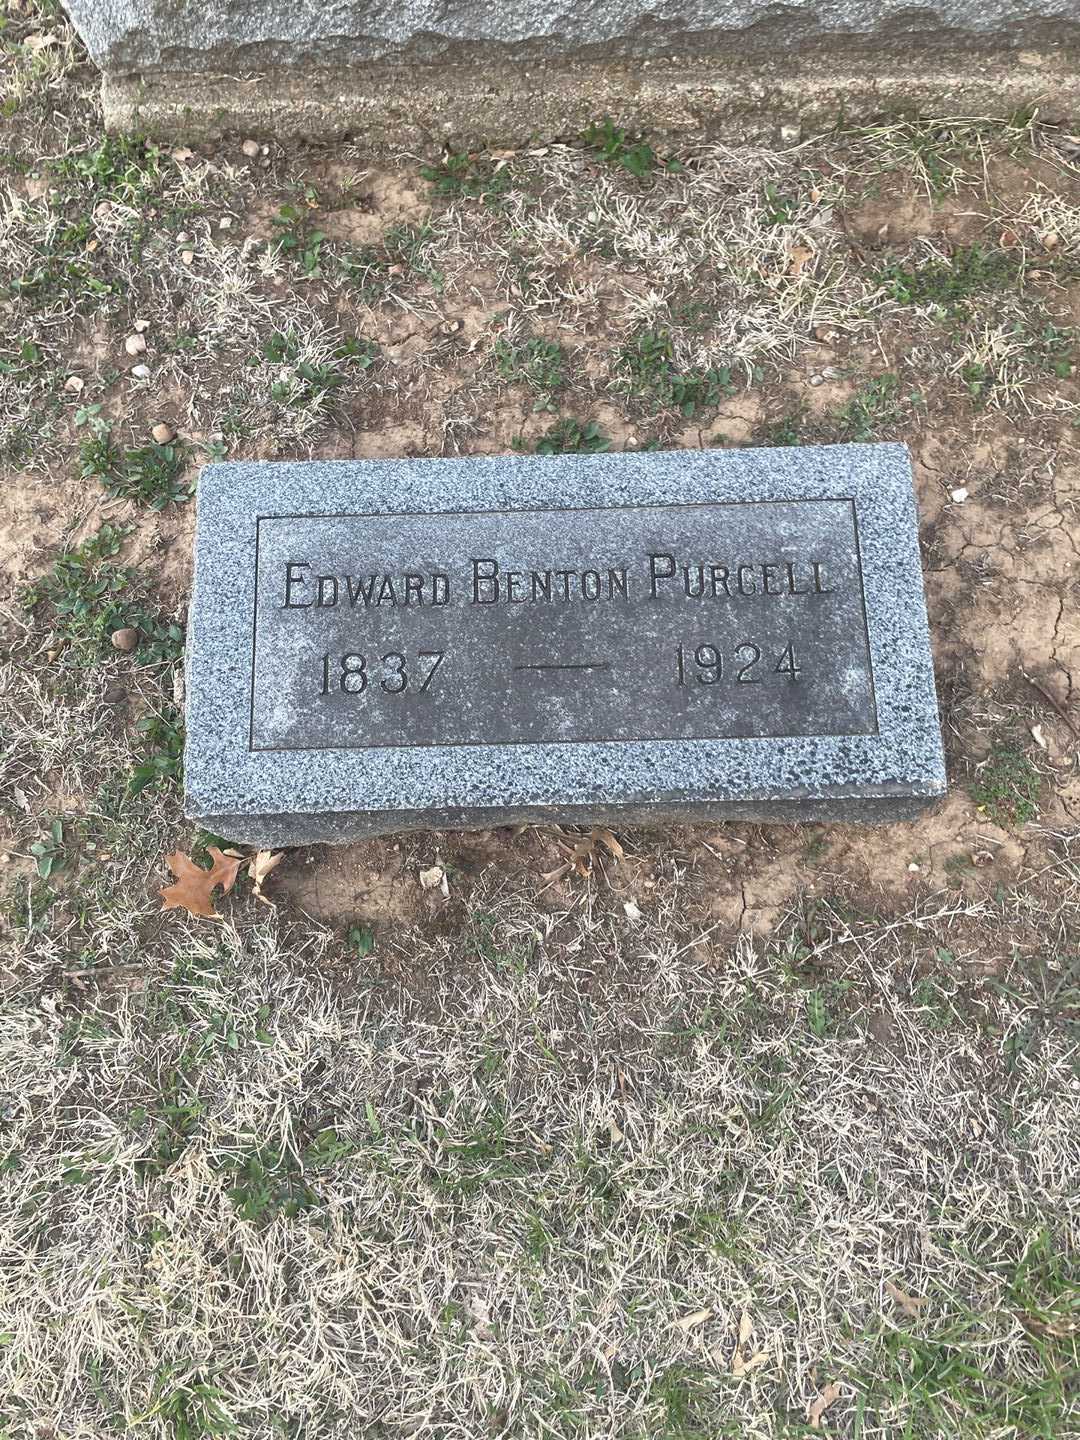 EDWARD BENTON PURCELL
1837 — 1924